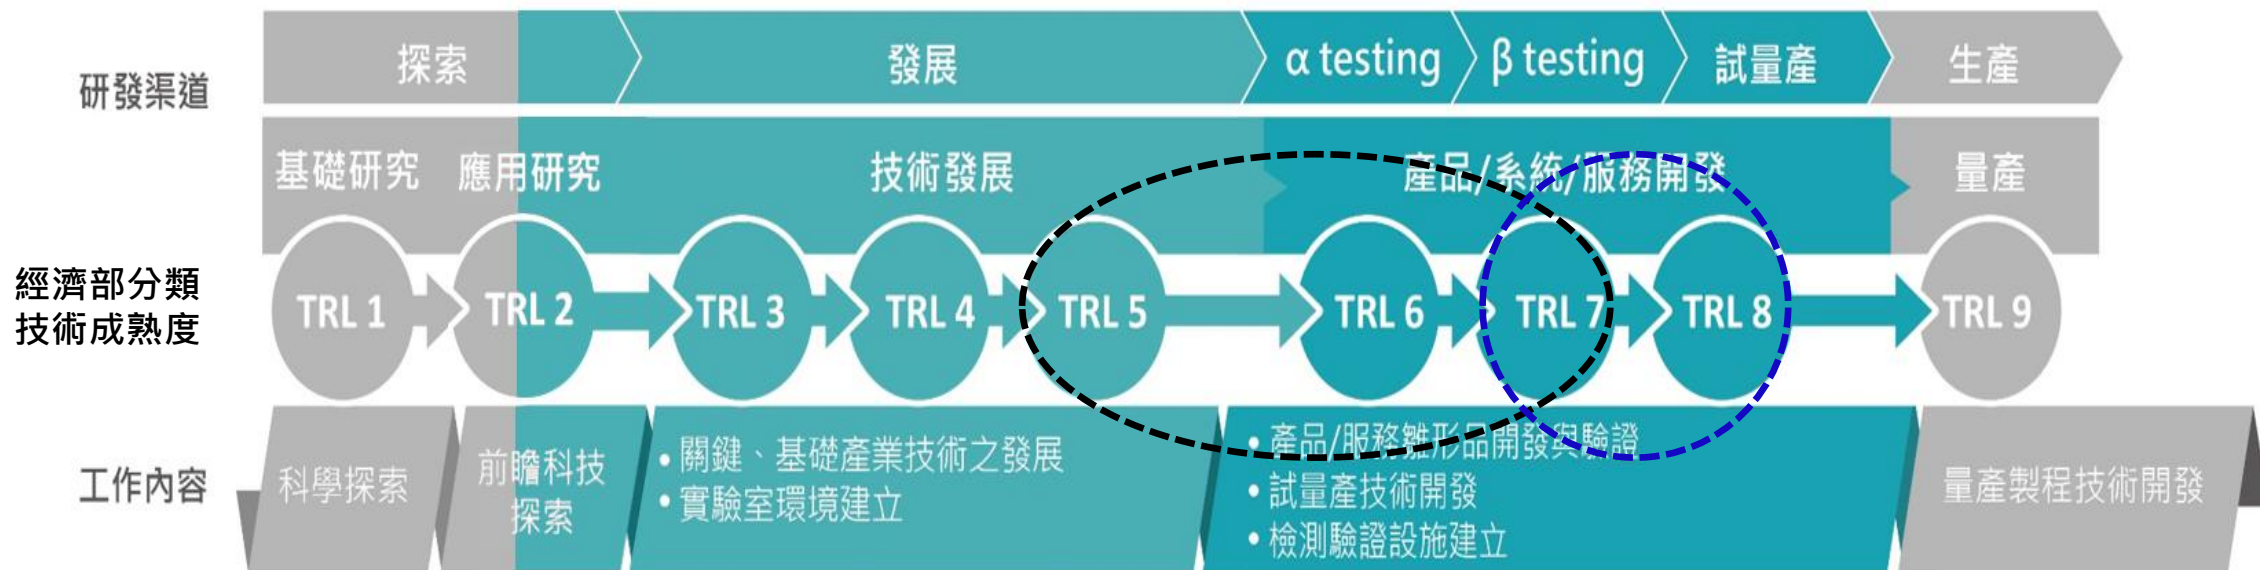 研發渠道
探索
發展
α testing
β testing
試量產
生產
基礎研究
應用研究
技術發展
產品/系統/服務開發
量產
經濟部分類
技術成熟度
TRL 1
TRL 2
TRL 3
TRL 4
TRL 5
TRL 6
TRL 7
TRL 8
TRL 9
工作內容
科學探索
前瞻科技
探索
• 關鍵、基礎產業技術之發展
• 實驗室環境建立
• 產品/服務雛形品開發與驗證
• 試量產技術開發
• 檢測驗證設施建立
量產製程技術開發